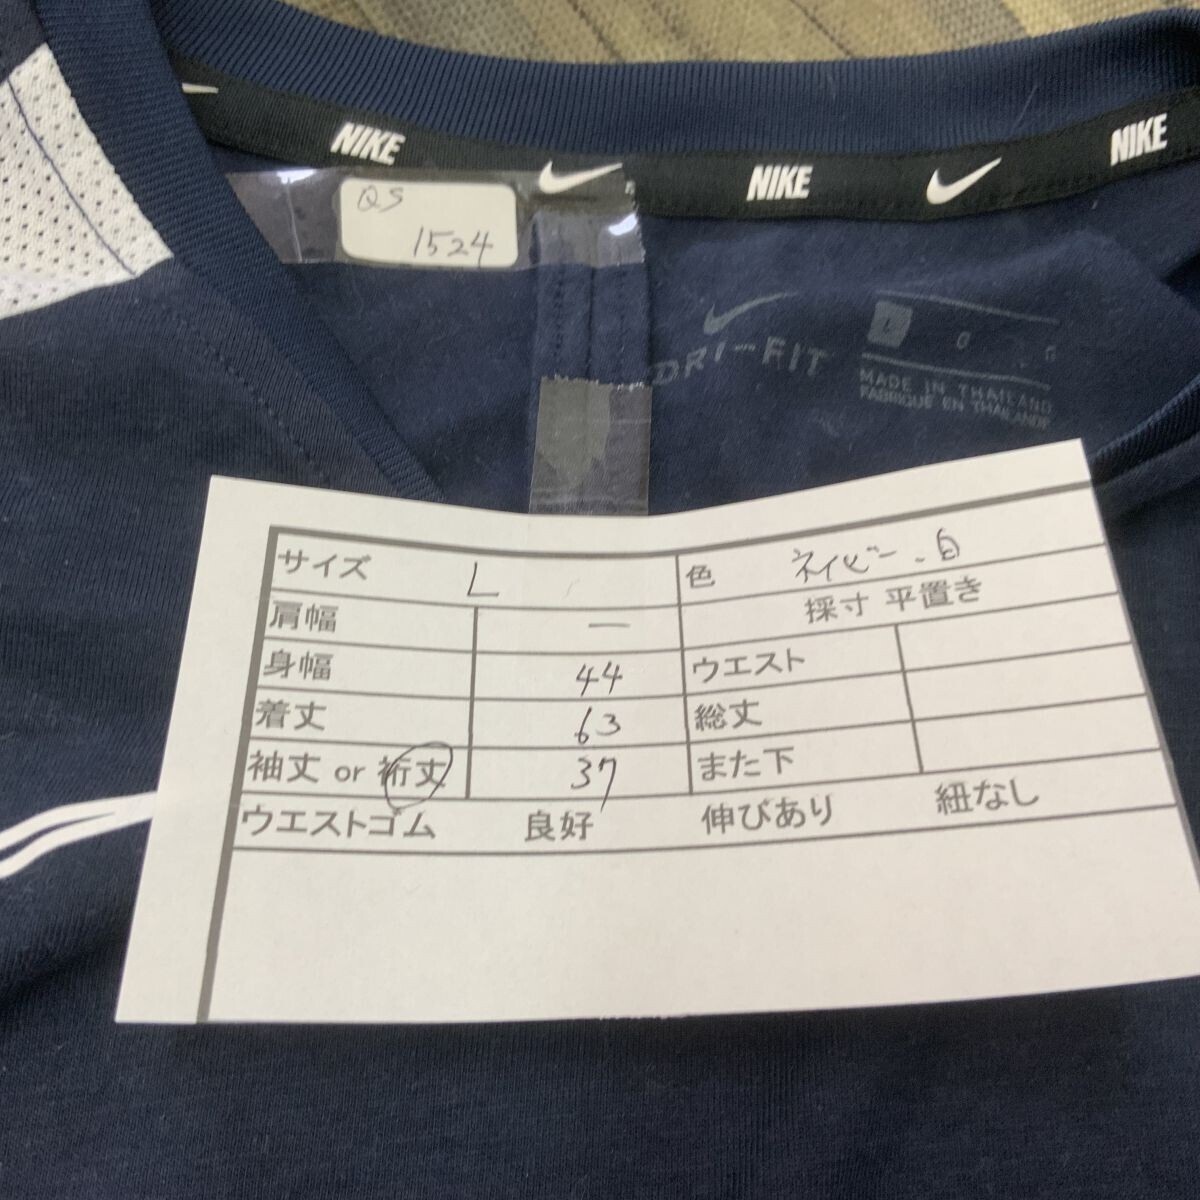 NIKE
NIKE
NIKE
QS
1524
DRI-FIT
L
G
G
MADE IN THAILAND
FABRIQUE EN THAILANDE
サイズ L 色 ネイビー、白
肩幅 ー 採寸 平置き
身幅 44 ウエスト
着丈 63 総丈
袖丈 or 裄丈 37 また下
ウエストゴム 良好 伸びあり 紐なし